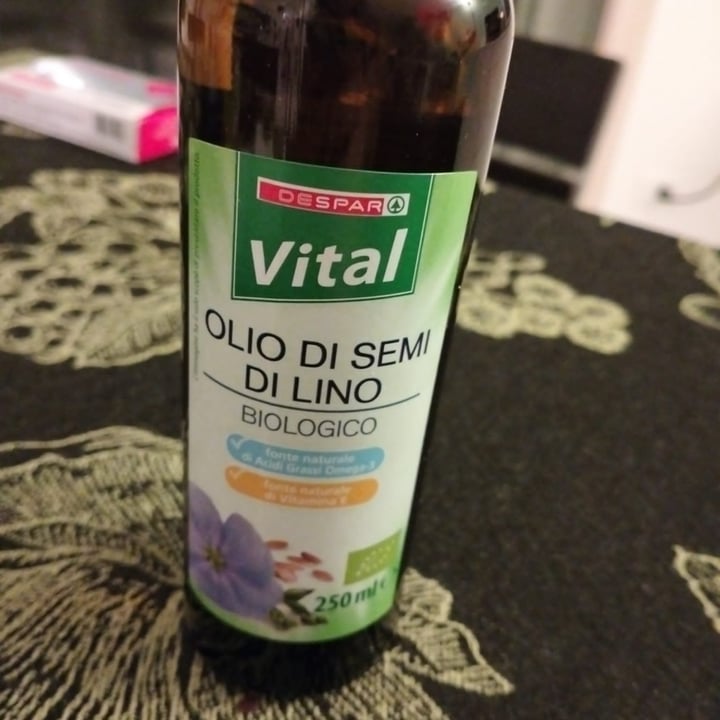 DESPAR
Vital
OLIO DI SEMI
DI LINO
BIOLOGICO
fonte naturale
di Acidi Grassi Omega-3
fonte naturale
di Vitamina E
250 ml e